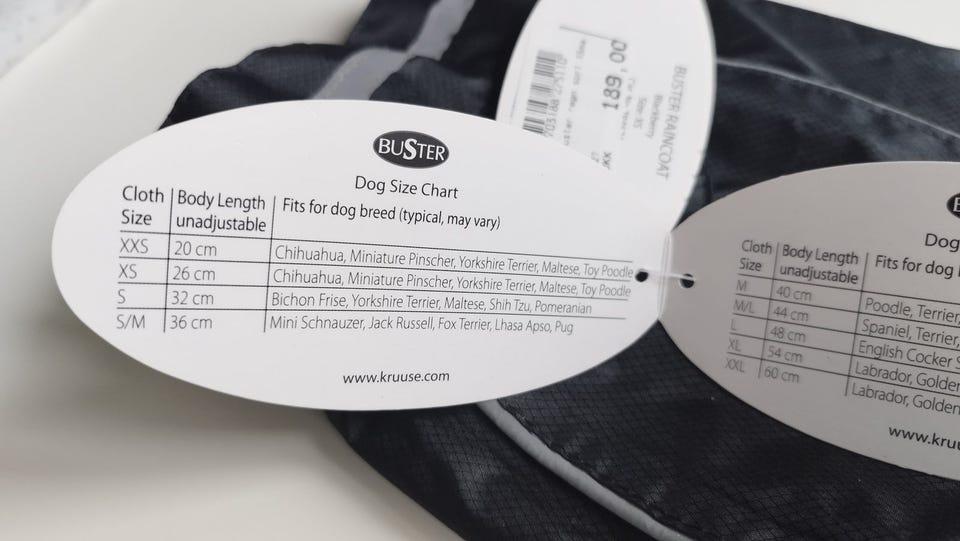 BUSTER
Dog Size Chart
Cloth Size | Body Length unadjustable | Fits for dog breed (typical, may vary)
XXS | 20 cm | Chihuahua, Miniature Pinscher, Yorkshire Terrier, Maltese, Toy Poodle
XS | 26 cm | Chihuahua, Miniature Pinscher, Yorkshire Terrier, Maltese, Toy Poodle
S | 32 cm | Bichon Frise, Yorkshire Terrier, Maltese, Shih Tzu, Pomeranian
S/M | 36 cm | Mini Schnauzer, Jack Russell, Fox Terrier, Lhasa Apso, Pug
www.kruuse.com
189,00
BUSTER RAINCOAT
Blackberry
Size: XS
Dog
Cloth Size | Body Length unadjustable | Fits for dog
M | 40 cm | Poodle, Terrier,
M/L | 44 cm | Spaniel, Terrier,
L | 48 cm | English Cocker S
XL | 54 cm | Labrador, Golden
XXL | 60 cm | Labrador, Golden
www.kru